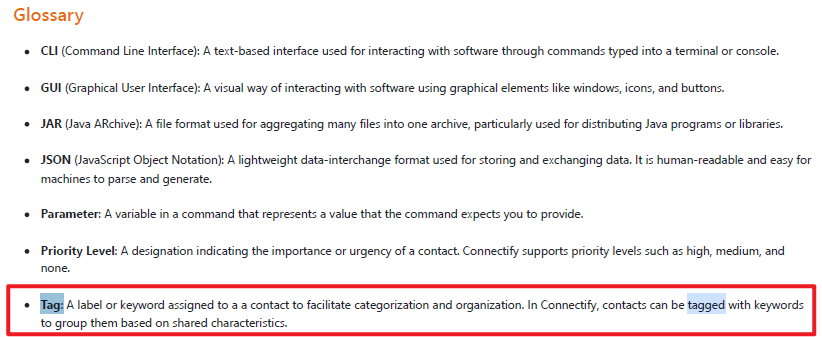 Glossary
• CLI (Command Line Interface): A text-based interface used for interacting with software through commands typed into a terminal or console.
• GUI (Graphical User Interface): A visual way of interacting with software using graphical elements like windows, icons, and buttons.
• JAR (Java ARchive): A file format used for aggregating many files into one archive, particularly used for distributing Java programs or libraries.
• JSON (JavaScript Object Notation): A lightweight data-interchange format used for storing and exchanging data. It is human-readable and easy for
machines to parse and generate.
• Parameter: A variable in a command that represents a value that the command expects you to provide.
• Priority Level: A designation indicating the importance or urgency of a contact. Connectify supports priority levels such as high, medium, and
none.
• Tag: A label or keyword assigned to a a contact to facilitate categorization and organization. In Connectify, contacts can be tagged with keywords
to group them based on shared characteristics.